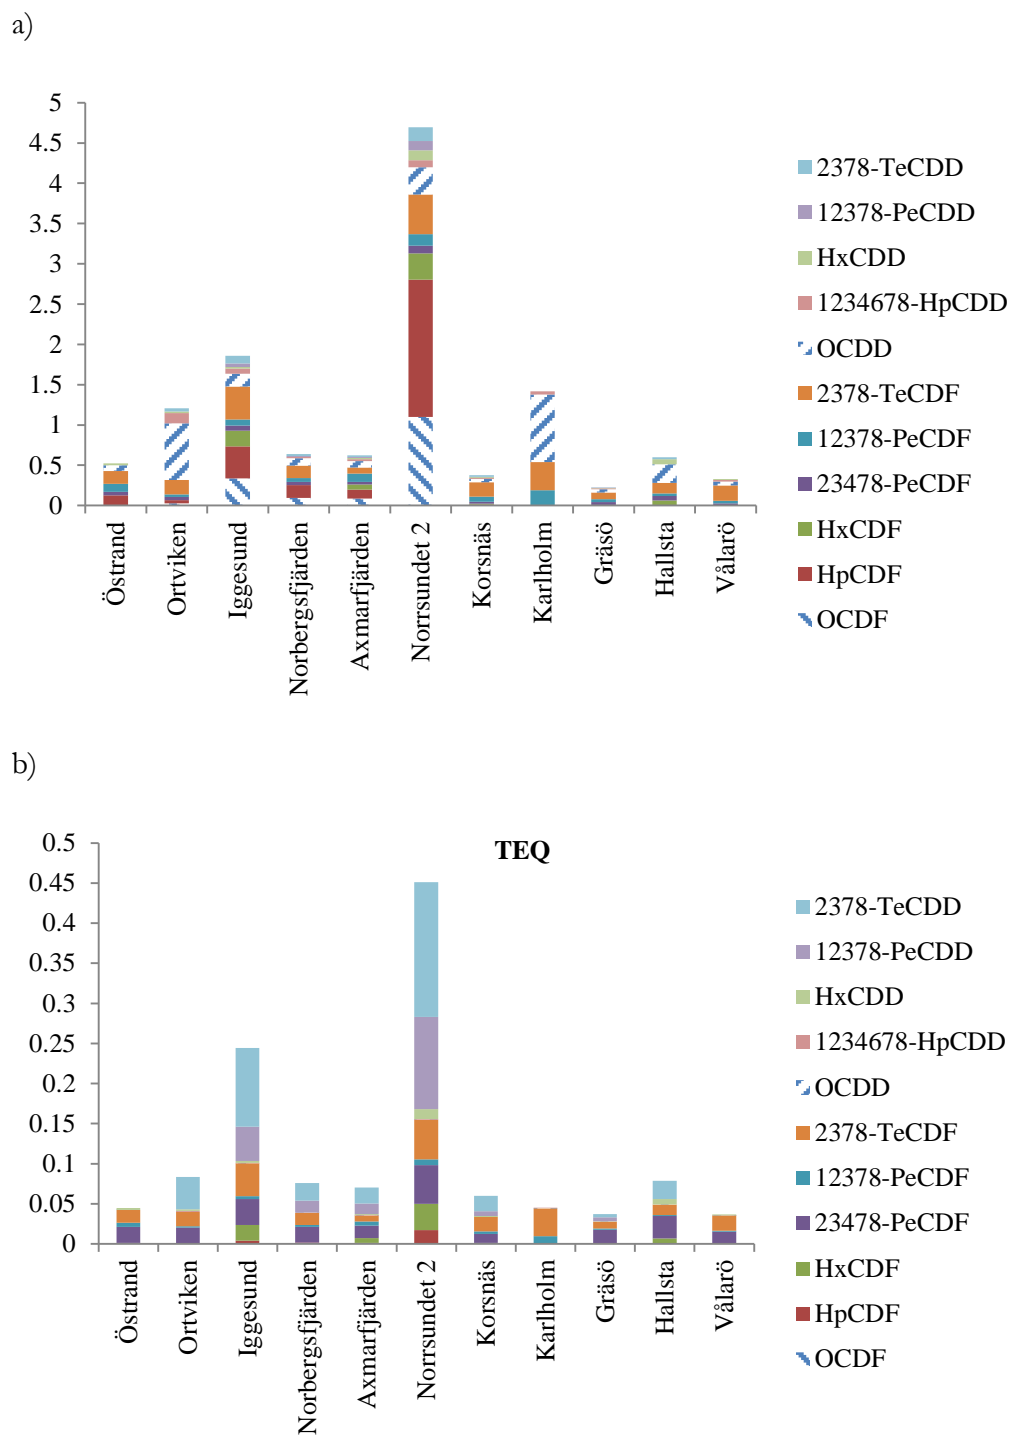 a)
5
4.5
4
3.5
3
2.5
2
1.5
1
0.5
0
Östrand
Ortviken
Iggesund
Norbergsfjärden
Axmarfjärden
Norrsundet 2
Korsnäs
Karlholm
Gräsö
Hallsta
Vålarö
2378-TeCDD
12378-PeCDD
HxCDD
1234678-HpCDD
OCDD
2378-TeCDF
12378-PeCDF
23478-PeCDF
HxCDF
HpCDF
OCDF
b)
TEQ
0.5
0.45
0.4
0.35
0.3
0.25
0.2
0.15
0.1
0.05
0
Östrand
Ortviken
Iggesund
Norbergsfjärden
Axmarfjärden
Norrsundet 2
Korsnäs
Karlholm
Gräsö
Hallsta
Vålarö
2378-TeCDD
12378-PeCDD
HxCDD
1234678-HpCDD
OCDD
2378-TeCDF
12378-PeCDF
23478-PeCDF
HxCDF
HpCDF
OCDF